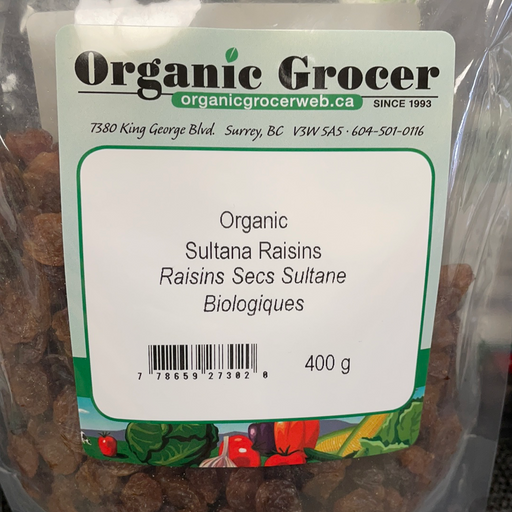 Organic Grocer
organicgrocerweb.ca SINCE 1993
7380 King George Blvd. Surrey, BC V3W 5A5 · 604-501-0116
Organic
Sultana Raisins
Raisins Secs Sultane
Biologiques
7 78659 27302 0
400 g